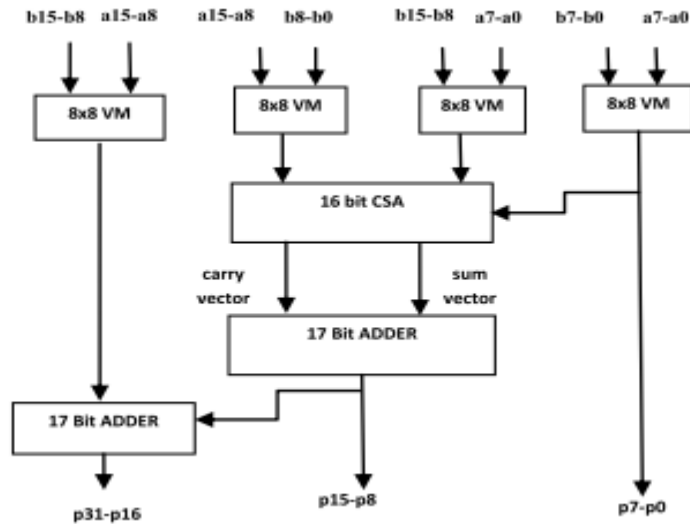 b15-b8 a15-a8 a15-a8 b8-b0 b15-b8 a7-a0 b7-b0 a7-a0
8x8 VM 8x8 VM 8x8 VM 8x8 VM
16 bit CSA
carry vector
sum vector
17 Bit ADDER
17 Bit ADDER
p31-p16 p15-p8 p7-p0